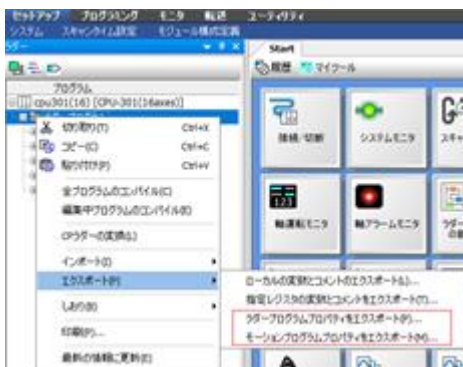 セットアップ プログラミング モニタ 転送 ユーティリティ
システム スキャンタイム設定 モジュール構成定義
Start
履歴 マイツール
プログラム
cpu301(16) [CPU-301(16axes)]
切り取り(T) Ctrl+X
コピー(C) Ctrl+C
貼り付け(P) Ctrl+V
全プログラムのコンパイル(C)
編集中プログラムのコンパイル(B)
CPラダーの変換(L)
インポート(I)
エクスポート(P)
しおり(B)
印刷(P)...
最新の情報に更新(E)
接続/切断
システムモニタ
軸運転モニタ
軸アラームモニタ
ローカルの変数とコメントのエクスポート(L)...
指定レジスタの変数とコメントをエクスポート(T)...
ラダープログラムプロパティをエクスポート(P)...
モーションプログラムプロパティをエクスポート(M)...